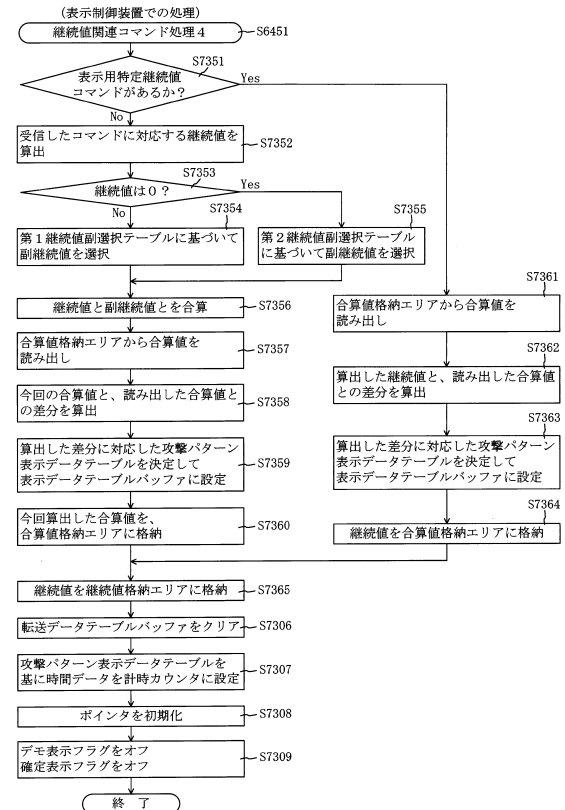 （表示制御装置での処理）
継続値関連コマンド処理４
S6451
S7351
表示用特定継続値
コマンドがあるか？
Yes
No
受信したコマンドに対応する継続値を
算出
S7352
S7353
継続値は０？
Yes
No
S7354
第１継続値副選択テーブルに基づいて
副継続値を選択
S7355
第２継続値副選択テーブル
に基づいて副継続値を選択
継続値と副継続値とを合算
S7356
合算値格納エリアから合算値を
読み出し
S7357
今回の合算値と、読み出した合算値と
の差分を算出
S7358
算出した差分に対応した攻撃パターン
表示データテーブルを決定して
表示データテーブルバッファに設定
S7359
今回算出した合算値を、
合算値格納エリアに格納
S7360
S7361
合算値格納エリアから合算値を
読み出し
S7362
算出した継続値と、読み出した合算値
との差分を算出
S7363
算出した差分に対応した攻撃パターン
表示データテーブルを決定して
表示データテーブルバッファに設定
S7364
継続値を合算値格納エリアに格納
継続値を継続値格納エリアに格納
S7365
転送データテーブルバッファをクリア
S7306
攻撃パターン表示データテーブルを
基に時間データを計時カウンタに設定
S7307
ポインタを初期化
S7308
デモ表示フラグをオフ
確定表示フラグをオフ
S7309
終 了